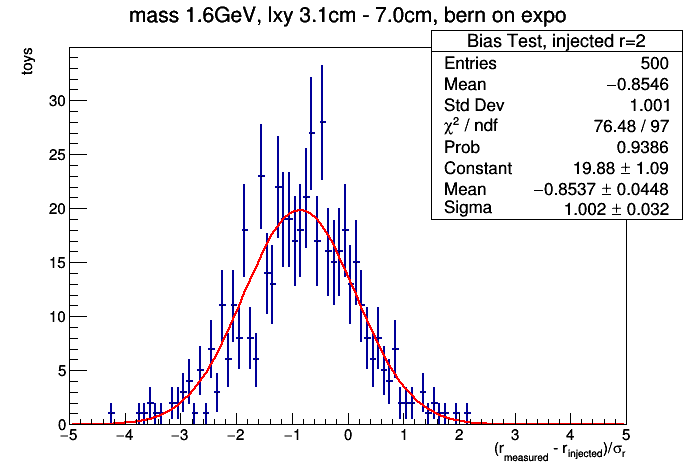 mass 1.6GeV, lxy 3.1cm - 7.0cm, bern on expo
toys
Bias Test, injected r=2
Entries 500
Mean −0.8546
Std Dev 1.001
χ² / ndf 76.48 / 97
Prob 0.9386
Constant 19.88 ± 1.09
Mean −0.8537 ± 0.0448
Sigma 1.002 ± 0.032
30
25
20
15
10
5
0
−5 −4 −3 −2 −1 0 1 2 3 4 5
(r_measured - r_injected)/σ_r